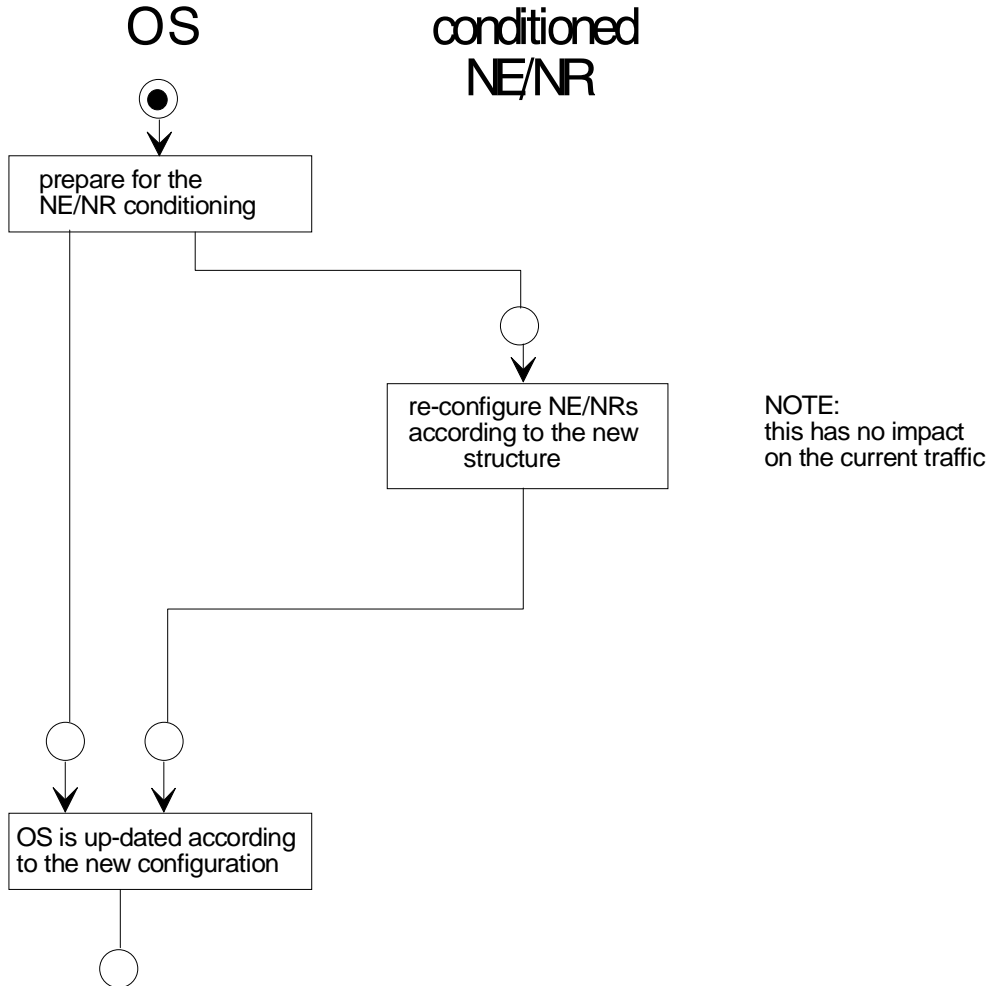 OS
conditioned
NE/NR
prepare for the
NE/NR conditioning
re-configure NE/NRs
according to the new
structure
NOTE:
this has no impact
on the current traffic
OS is up-dated according
to the new configuration